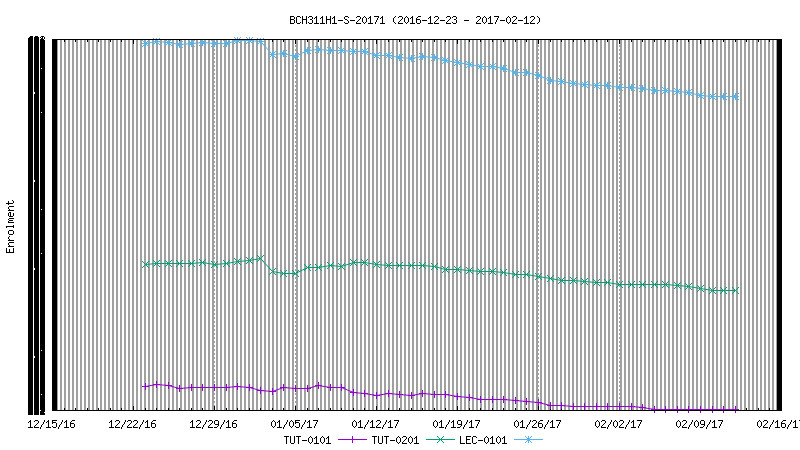 BCH311H1-S-20171 (2016-12-23 - 2017-02-12)
Enrolment
12/15/16 12/22/16 12/29/16 01/05/17 01/12/17 01/19/17 01/26/17 02/02/17 02/09/17 02/16/17
TUT-0101 TUT-0201 LEC-0101